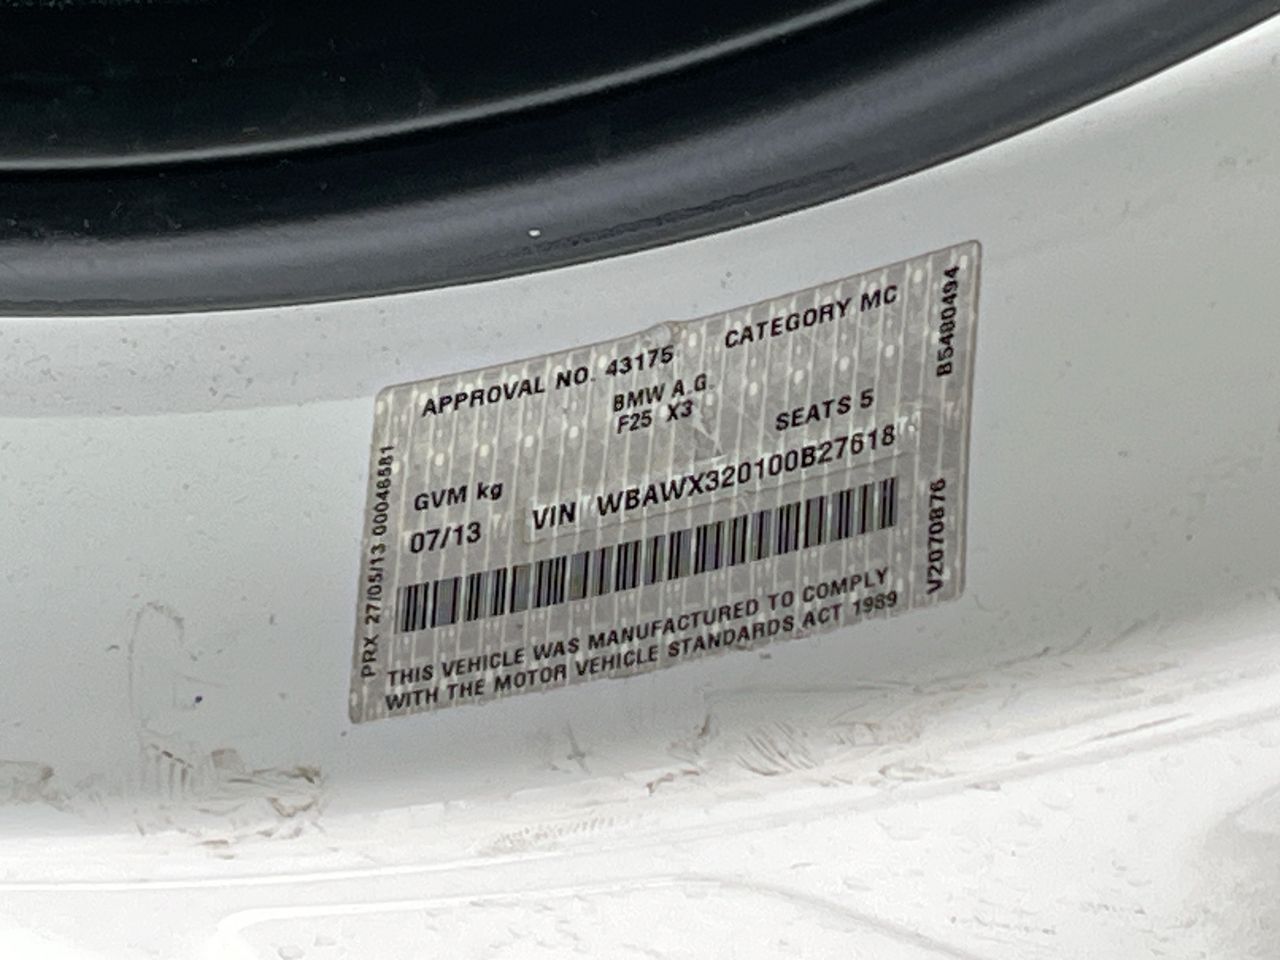 APPROVAL NO. 43175 CATEGORY MC
BMW A.G.
F25 X3
SEATS 5
GVM kg
07/13 VIN WBAWX320100B27618
THIS VEHICLE WAS MANUFACTURED TO COMPLY
WITH THE MOTOR VEHICLE STANDARDS ACT 1989
PRX 27/05/13 00046581
B5480494
V2070876